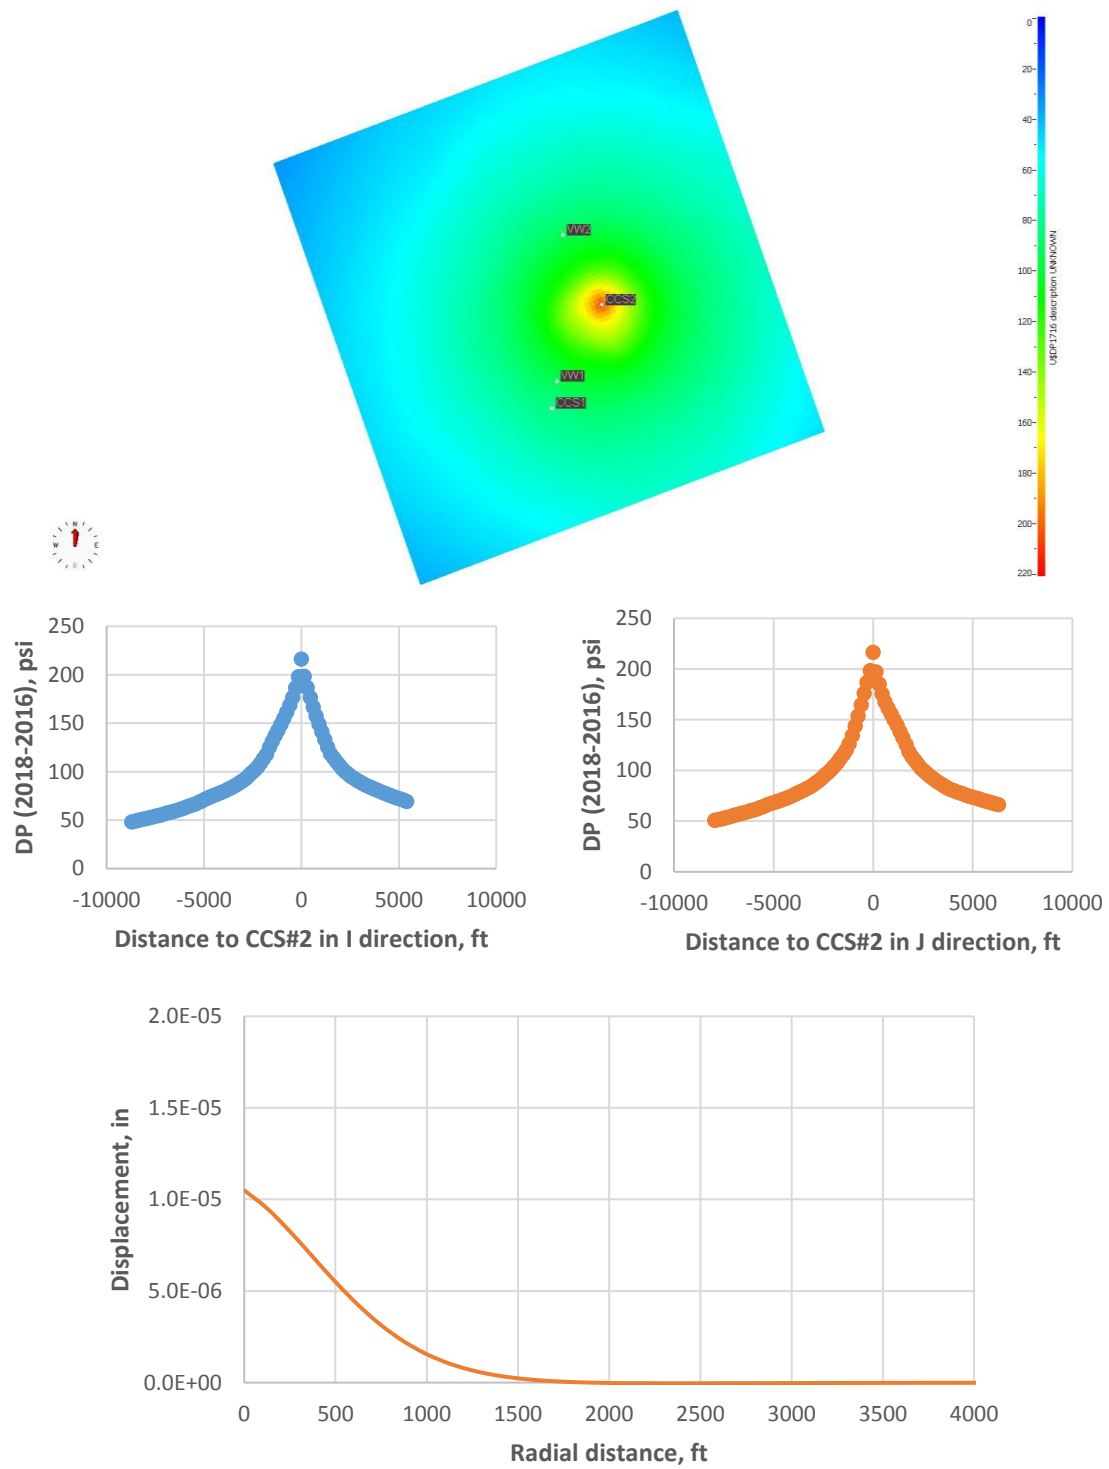 0
20
40
60
80
100
120
140
160
180
200
220
U$DP1716 description UNKNOWN
VW2
CCS2
VW1
CCS1
N
W E
S
250
200
150
100
50
0
-10000 -5000 0 5000 10000
DP (2018-2016), psi
Distance to CCS#2 in I direction, ft
250
200
150
100
50
0
-10000 -5000 0 5000 10000
DP (2018-2016), psi
Distance to CCS#2 in J direction, ft
2.0E-05
1.5E-05
1.0E-05
5.0E-06
0.0E+00
0 500 1000 1500 2000 2500 3000 3500 4000
Displacement, in
Radial distance, ft